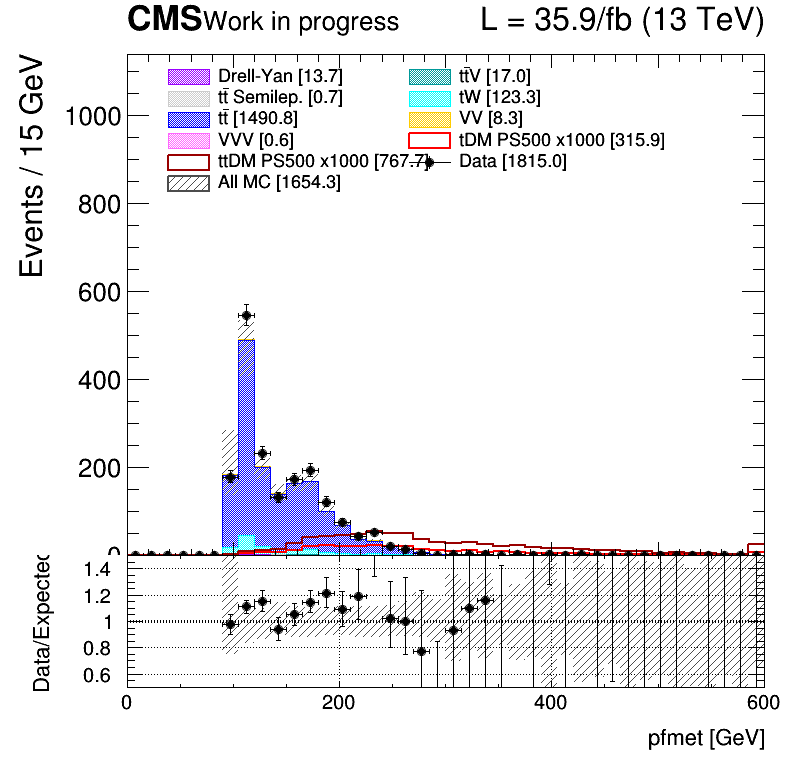 CMS Work in progress L = 35.9/fb (13 TeV)
Events / 15 GeV
Drell-Yan [13.7] tt̄V [17.0]
tt̄ Semilep. [0.7] tW [123.3]
tt̄ [1490.8] VV [8.3]
VVV [0.6] tDM PS500 x1000 [315.9]
ttDM PS500 x1000 [767.7] Data [1815.0]
All MC [1654.3]
1000
800
600
400
200
0
Data/Expected
1.4
1.2
1
0.8
0.6
0 200 400 600
pfmet [GeV]